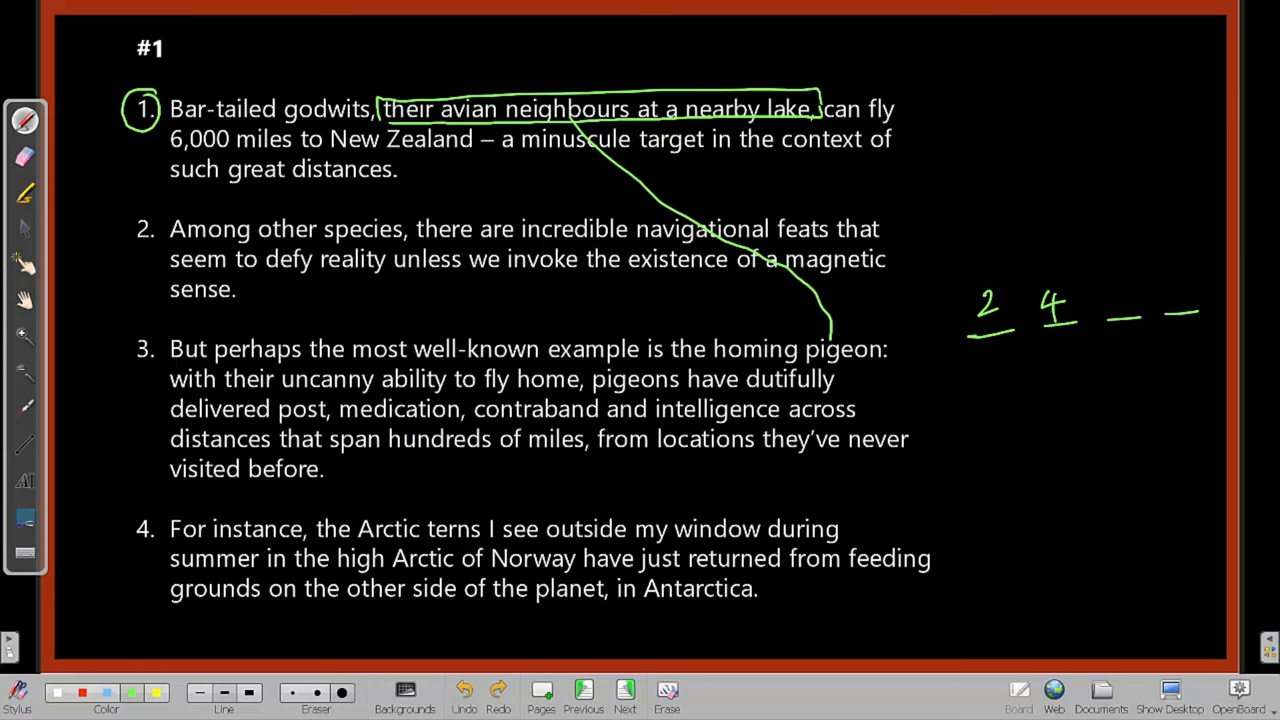 #1
1. Bar-tailed godwits, their avian neighbours at a nearby lake, can fly
6,000 miles to New Zealand – a minuscule target in the context of
such great distances.
2. Among other species, there are incredible navigational feats that
seem to defy reality unless we invoke the existence of a magnetic
sense.
2 4 _ _
3. But perhaps the most well-known example is the homing pigeon:
with their uncanny ability to fly home, pigeons have dutifully
delivered post, medication, contraband and intelligence across
distances that span hundreds of miles, from locations they’ve never
visited before.
4. For instance, the Arctic terns I see outside my window during
summer in the high Arctic of Norway have just returned from feeding
grounds on the other side of the planet, in Antarctica.
AI
Stylus Color Line Eraser Backgrounds Undo Redo Pages Previous Next Erase Board Web Documents Show Desktop OpenBoard